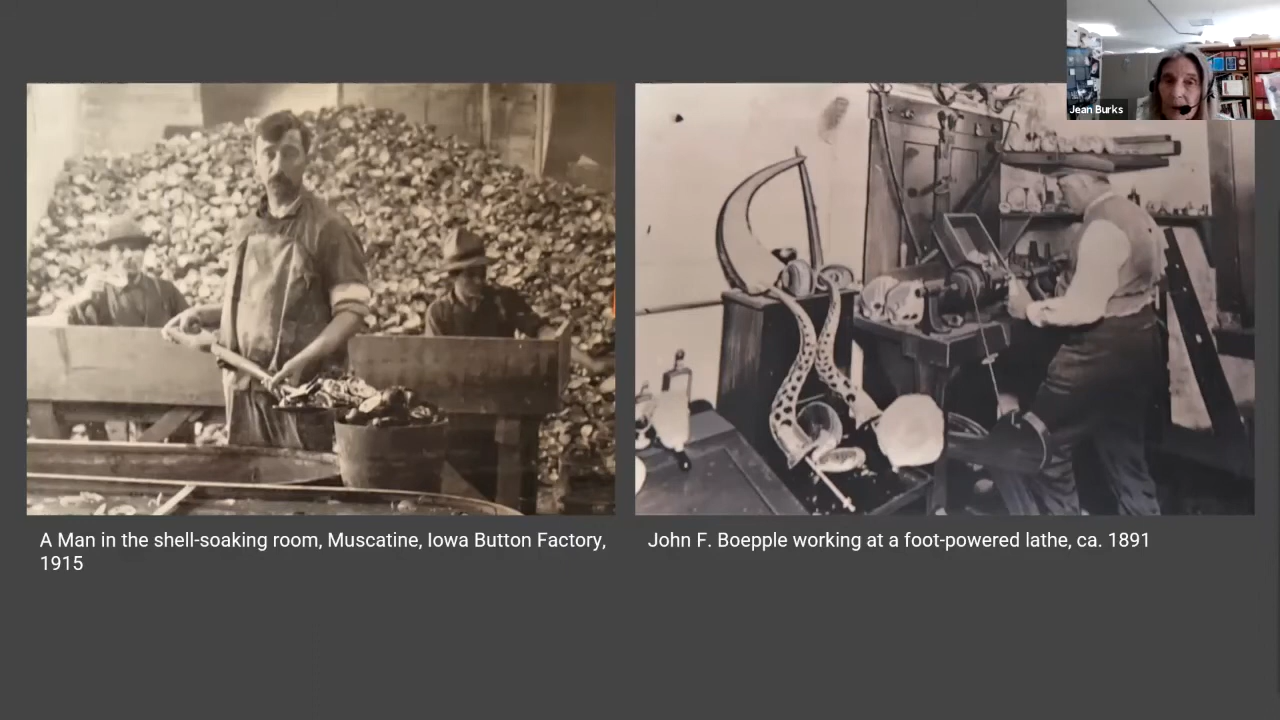 Jean Burks
A Man in the shell-soaking room, Muscatine, Iowa Button Factory,
1915
John F. Boepple working at a foot-powered lathe, ca. 1891